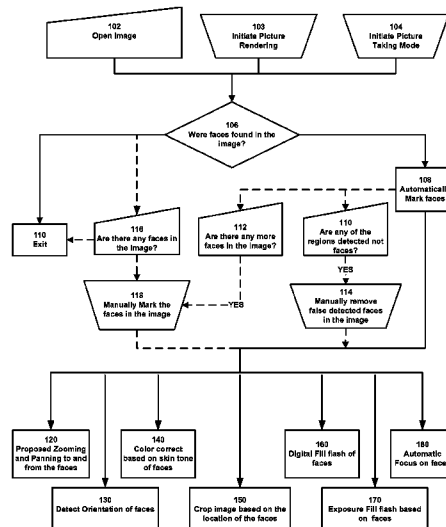 102
Open Image
103
Initiate Picture
Rendering
104
Initiate Picture
Taking Mode
106
Were faces found in the
image?
108
Automatically
Mark faces
110
Exit
116
Are there any faces in
the image?
112
Are there any more
faces in the image?
110
Are any of the
regions detected not
faces?
YES
118
Manually Mark the
faces in the image
YES
114
Manually remove
false detected faces
in the image
120
Proposed Zooming
and Panning to and
from the faces
140
Color correct
based on skin tone
of faces
160
Digital Fill flash of
faces
180
Automatic
Focus on face
130
Detect Orientation of faces
150
Crop image based on the
location of the faces
170
Exposure Fill flash based
on faces